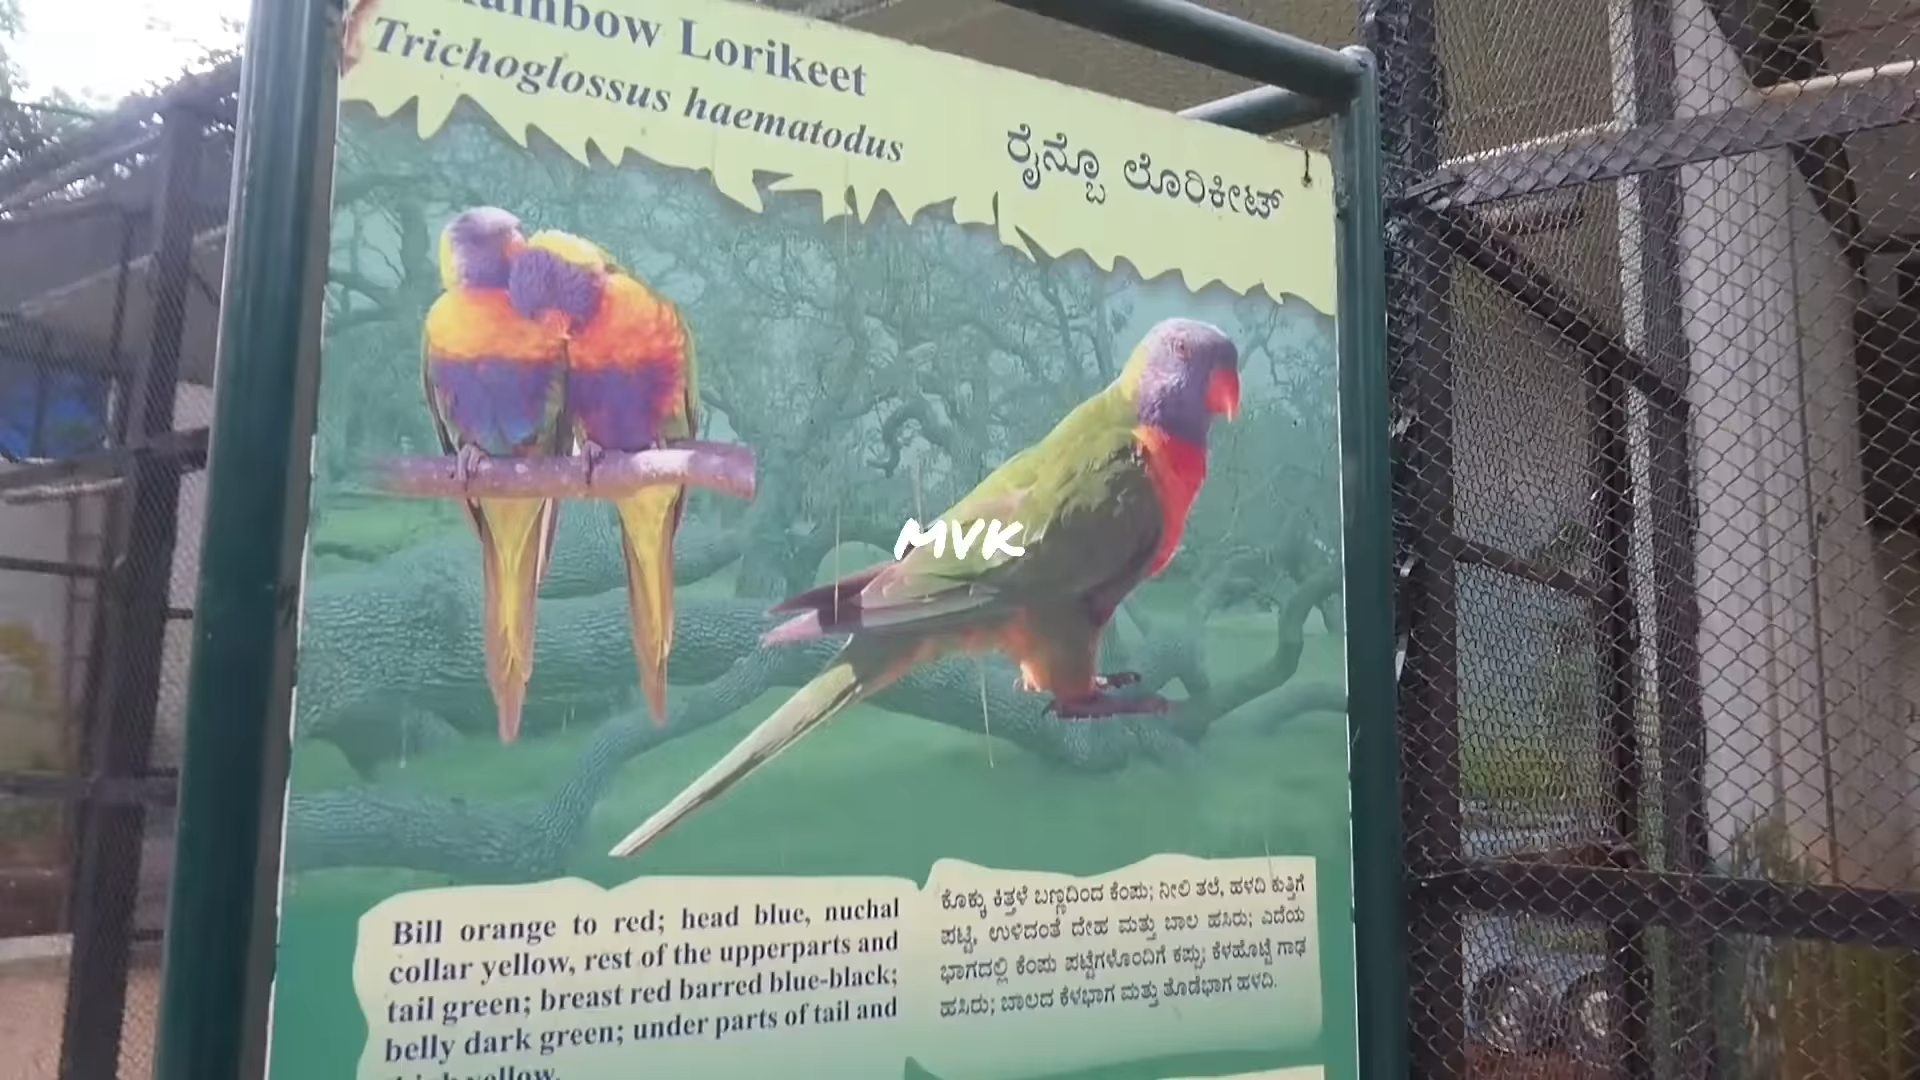 Rainbow Lorikeet
Trichoglossus haematodus
ರೈನ್ಬೊ ಲೊರಿಕೀಟ್
MVK
Bill orange to red; head blue, nuchal
collar yellow, rest of the upperparts and
tail green; breast red barred blue-black;
belly dark green; under parts of tail and
yellow.
ಕೊಕ್ಕು ಕಿತ್ತಳೆ ಬಣ್ಣದಿಂದ ಕೆಂಪು; ನೀಲಿ ತಲೆ, ಹಳದಿ ಕುತ್ತಿಗೆ
ಪಟ್ಟಿ, ಉಳಿದಂತೆ ದೇಹ ಮತ್ತು ಬಾಲ ಹಸಿರು; ಎದೆಯ
ಭಾಗದಲ್ಲಿ ಕೆಂಪು ಪಟ್ಟೆಗಳೊಂದಿಗೆ ಕಪ್ಪು; ಕೆಳಹೊಟ್ಟೆ ಗಾಢ
ಹಸಿರು; ಬಾಲದ ಕೆಳಭಾಗ ಮತ್ತು ತೊಡೆಭಾಗ ಹಳದಿ.